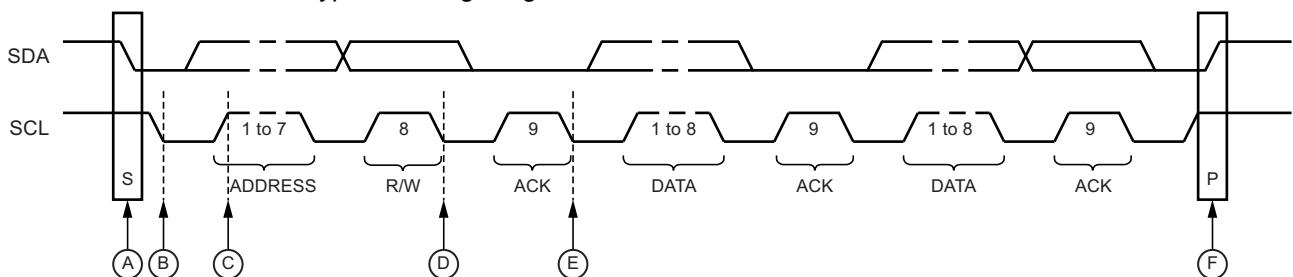 SDA
SCL
1 to 7 8 9 1 to 8 9 1 to 8 9
S P
ADDRESS R/W ACK DATA ACK DATA ACK
A B C D E F